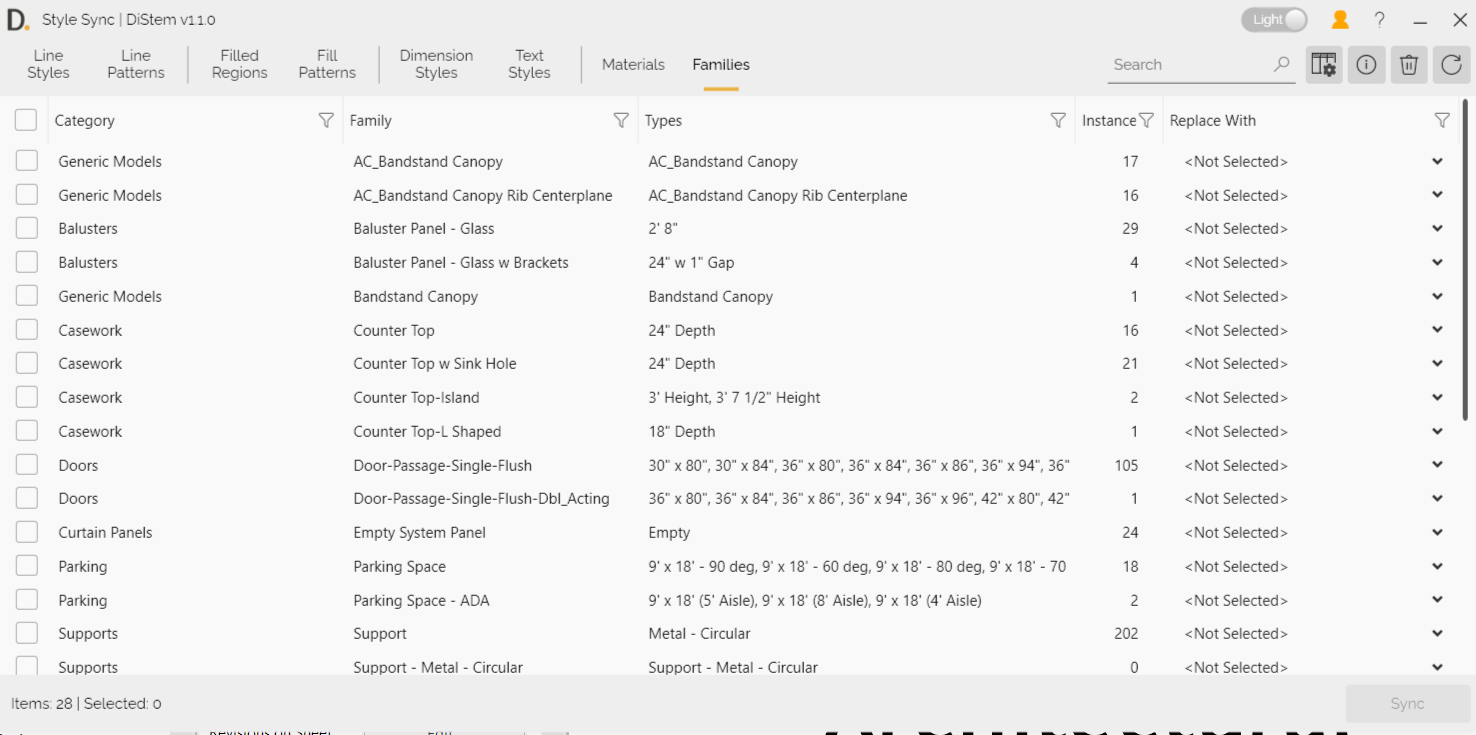 D. Style Sync | DiStem v1.1.0 Light ?
Line Styles Line Patterns Filled Regions Fill Patterns Dimension Styles Text Styles Materials Families Search
Category Family Types Instance Replace With
Generic Models AC_Bandstand Canopy AC_Bandstand Canopy 17 <Not Selected>
Generic Models AC_Bandstand Canopy Rib Centerplane AC_Bandstand Canopy Rib Centerplane 16 <Not Selected>
Balusters Baluster Panel - Glass 2' 8" 29 <Not Selected>
Balusters Baluster Panel - Glass w Brackets 24" w 1" Gap 4 <Not Selected>
Generic Models Bandstand Canopy Bandstand Canopy 1 <Not Selected>
Casework Counter Top 24" Depth 16 <Not Selected>
Casework Counter Top w Sink Hole 24" Depth 21 <Not Selected>
Casework Counter Top-Island 3' Height, 3' 7 1/2" Height 2 <Not Selected>
Casework Counter Top-L Shaped 18" Depth 1 <Not Selected>
Doors Door-Passage-Single-Flush 30" x 80", 30" x 84", 36" x 80", 36" x 84", 36" x 86", 36" x 94", 36" 105 <Not Selected>
Doors Door-Passage-Single-Flush-Dbl_Acting 36" x 80", 36" x 84", 36" x 86", 36" x 94", 36" x 96", 42" x 80", 42" 1 <Not Selected>
Curtain Panels Empty System Panel Empty 24 <Not Selected>
Parking Parking Space 9' x 18' - 90 deg, 9' x 18' - 60 deg, 9' x 18' - 80 deg, 9' x 18' - 70 18 <Not Selected>
Parking Parking Space - ADA 9' x 18' (5' Aisle), 9' x 18' (8' Aisle), 9' x 18' (4' Aisle) 2 <Not Selected>
Supports Support Metal - Circular 202 <Not Selected>
Supports Support - Metal - Circular Support - Metal - Circular 0 <Not Selected>
Items: 28 | Selected: 0 Sync
Revisions on Sheet Edit